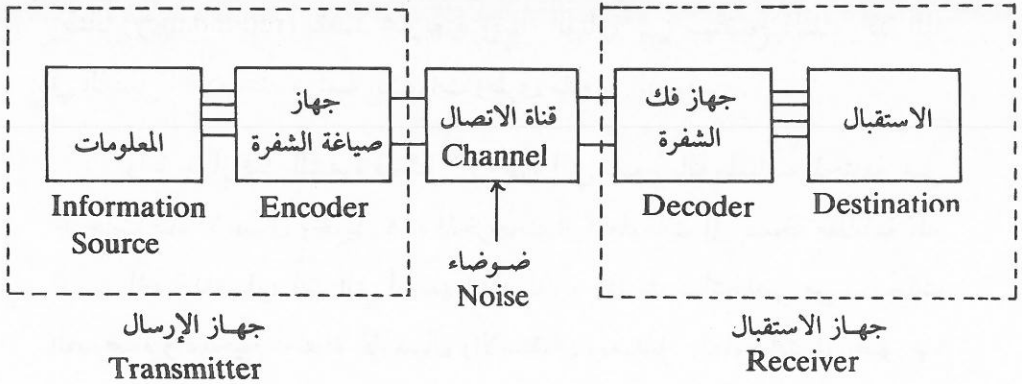 المعلومات
Information
Source
جهاز
صياغة الشفرة
Encoder
قناة الاتصال
Channel
ضوضاء
Noise
جهاز فك
الشفرة
Decoder
الاستقبال
Destination
جهاز الإرسال
Transmitter
جهاز الاستقبال
Receiver